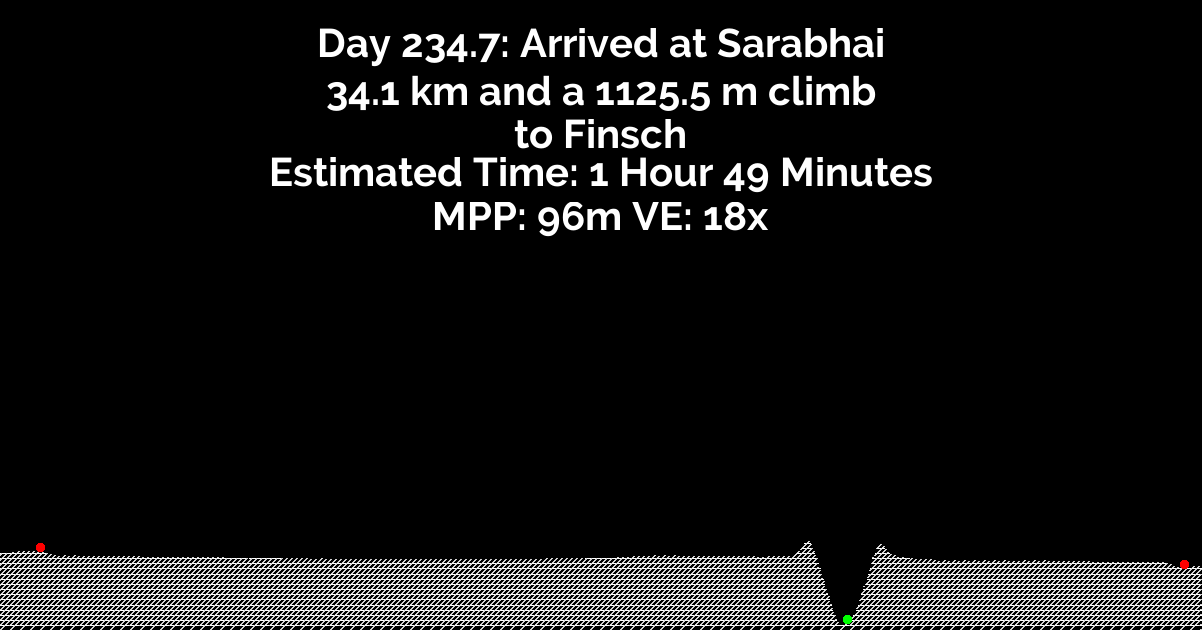 Day 234.7: Arrived at Sarabhai
34.1 km and a 1125.5 m climb
to Finsch
Estimated Time: 1 Hour 49 Minutes
MPP: 96m VE: 18x